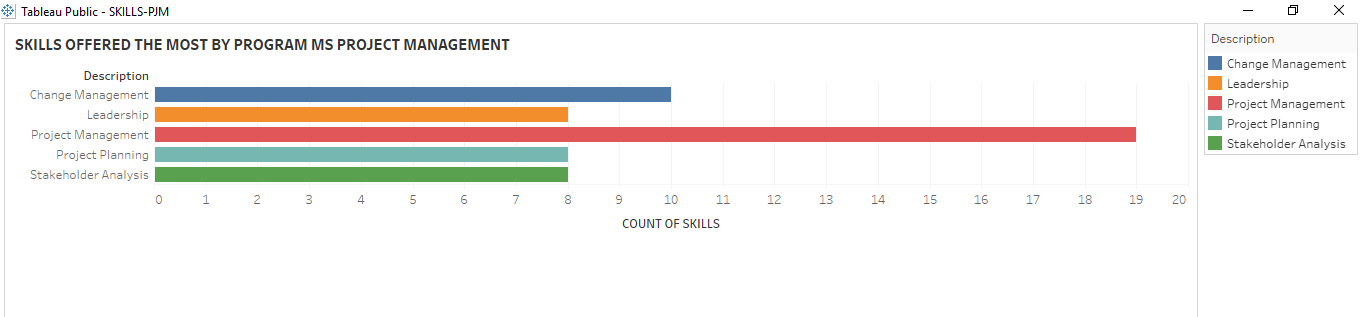 Tableau Public - SKILLS-PJM
SKILLS OFFERED THE MOST BY PROGRAM MS PROJECT MANAGEMENT
Description
Change Management
Leadership
Project Management
Project Planning
Stakeholder Analysis
0 1 2 3 4 5 6 7 8 9 10 11 12 13 14 15 16 17 18 19 20
COUNT OF SKILLS
Description
Change Management
Leadership
Project Management
Project Planning
Stakeholder Analysis